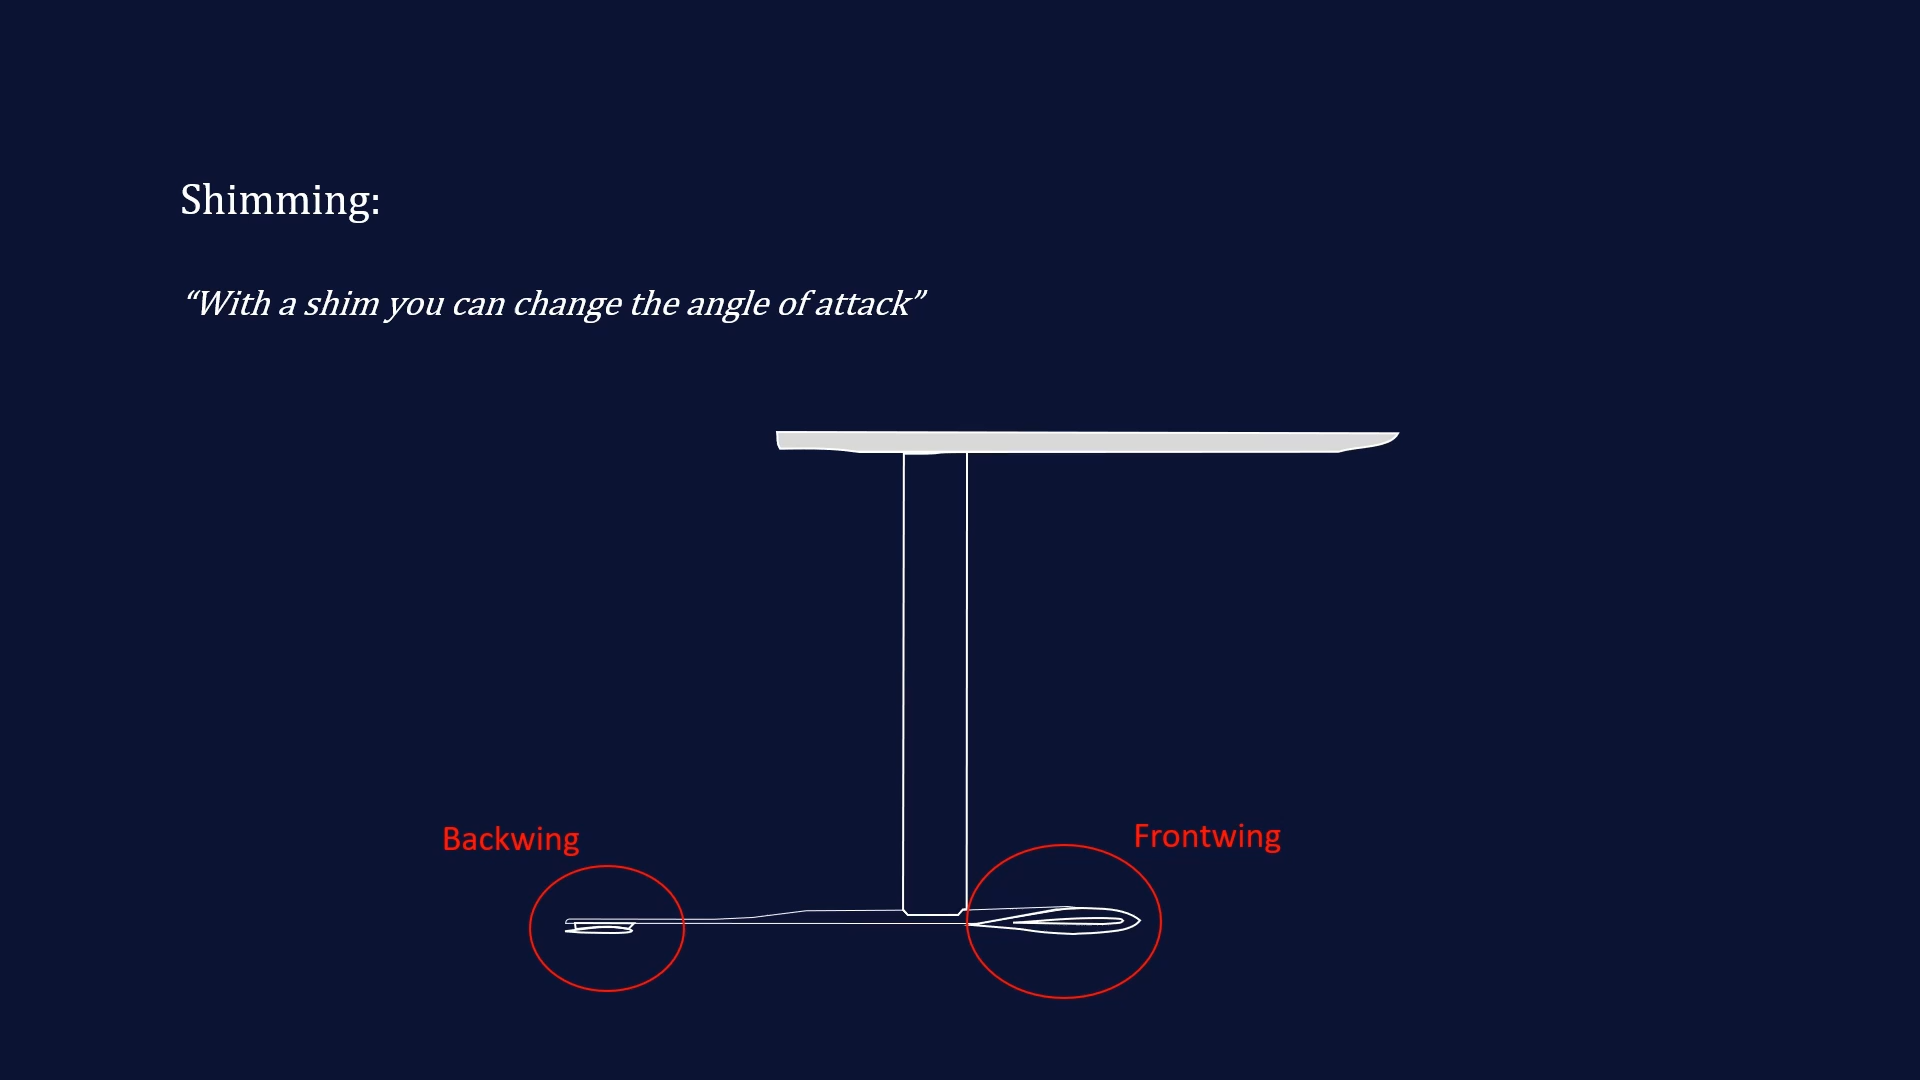 Shimming:
“With a shim you can change the angle of attack”
Backwing
Frontwing